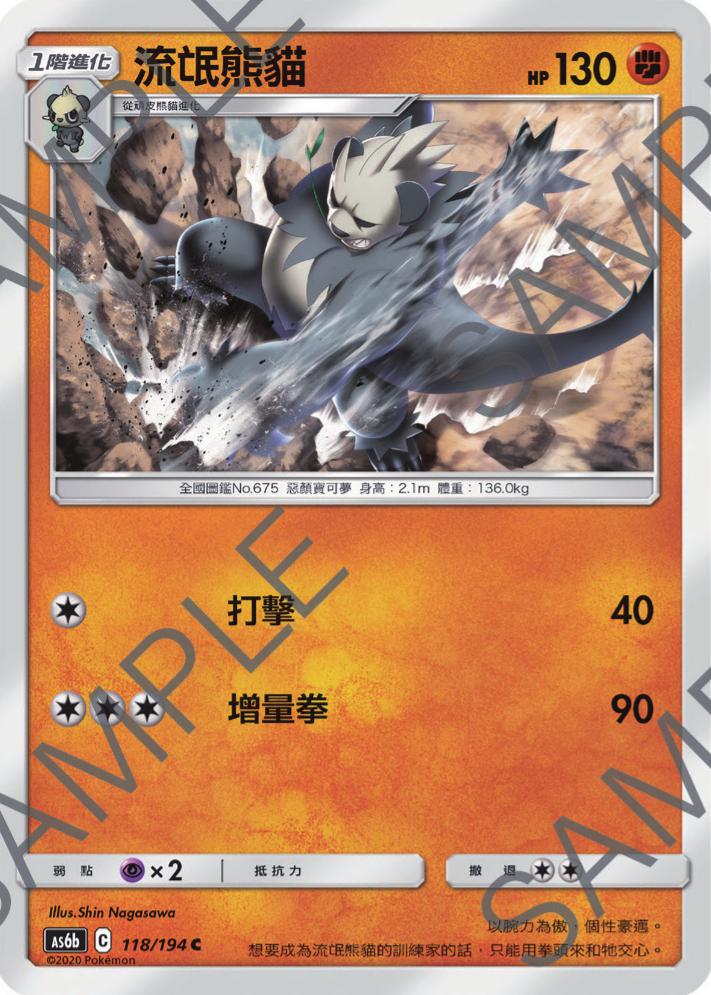 1階進化
流氓熊貓
HP 130
從頑皮熊貓進化
全國圖鑑No.675 惡顏寶可夢 身高:2.1m 體重:136.0kg
打擊 40
增量拳 90
弱點 ×2 抵抗力 撤退
Illus.Shin Nagasawa
以腕力為傲,個性豪邁。
AS6b C 118/194 C
想要成為流氓熊貓的訓練家的話,只能用拳頭來和牠交心。
©2020 Pokémon
SAMPLE
SAMPLE
SAMPLE
SAMPLE
SAMPLE
SAMPLE